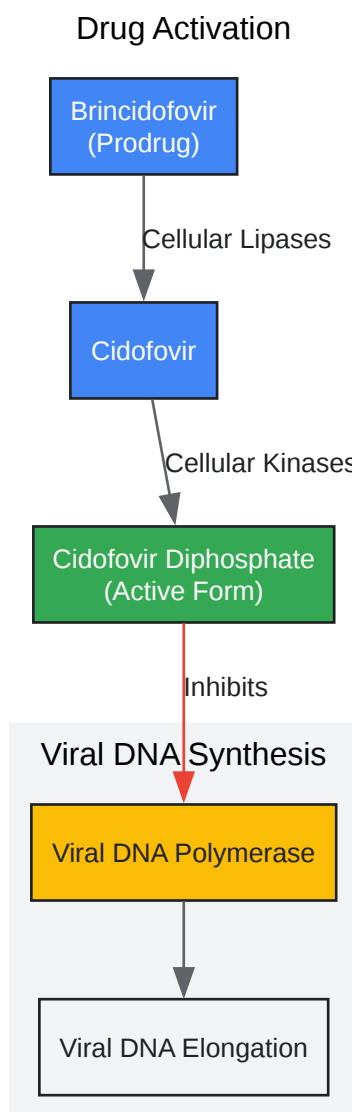 Drug Activation
Brincidofovir
(Prodrug)
Cellular Lipases
Cidofovir
Cellular Kinases
Cidofovir Diphosphate
(Active Form)
Inhibits
Viral DNA Synthesis
Viral DNA Polymerase
Viral DNA Elongation